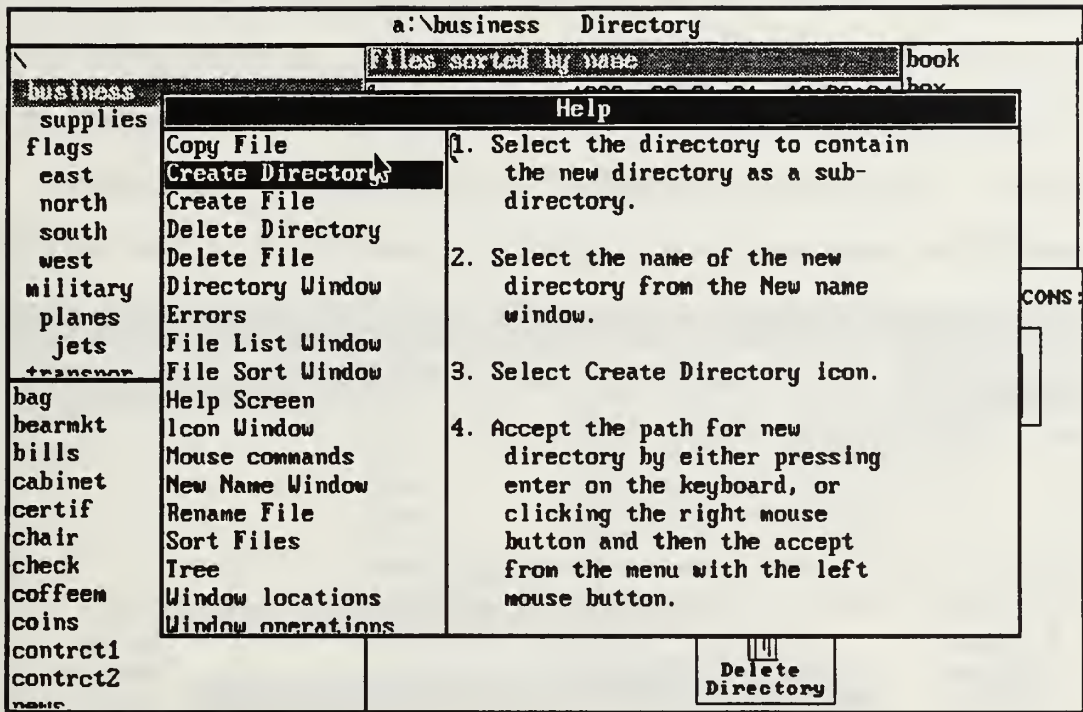 a:\business Directory
\
business
supplies
flags
east
north
south
west
military
planes
jets
Files sorted by name
book
box
Help
Copy File
Create Directory
Create File
Delete Directory
Delete File
Directory Window
Errors
File List Window
File Sort Window
Help Screen
Icon Window
Mouse commands
New Name Window
Rename File
Sort Files
Tree
Window locations
Window operations
1. Select the directory to contain
the new directory as a sub-
directory.
2. Select the name of the new
directory from the New name
window.
3. Select Create Directory icon.
4. Accept the path for new
directory by either pressing
enter on the keyboard, or
clicking the right mouse
button and then the accept
from the menu with the left
mouse button.
CONS:
bag
bearmkt
bills
cabinet
certif
chair
check
coffeem
coins
contrct1
contrct2
Delete
Directory